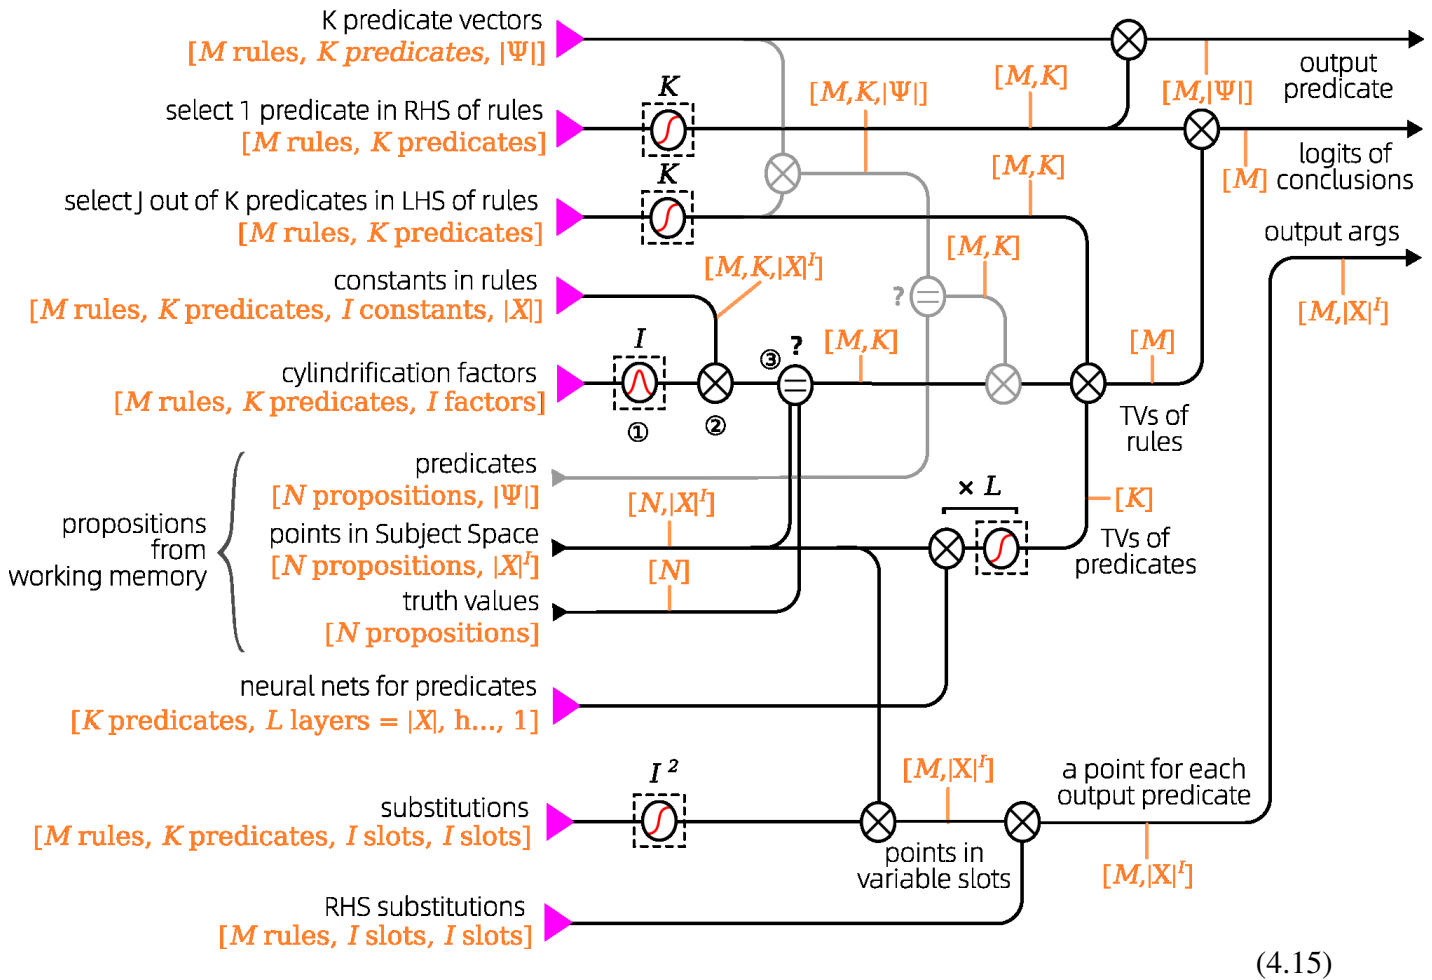 K predicate vectors
[M rules, K predicates, |Ψ|]
output
predicate
[M,|Ψ|]
[M,K]
[M,K,|Ψ|]
K
select 1 predicate in RHS of rules
[M rules, K predicates]
logits of
conclusions
[M]
[M,K]
K
select J out of K predicates in LHS of rules
[M rules, K predicates]
output args
[M,|X|ᴵ]
[M,K]
[M,K,|X|ᴵ]
constants in rules
[M rules, K predicates, I constants, |X|]
?
I
③ ?
[M,K]
[M]
cylindrification factors
[M rules, K predicates, I factors]
① ②
TVs of
rules
predicates
[N propositions, |Ψ|]
propositions
from
working memory
[N,|X|ᴵ]
× L
[K]
points in Subject Space
[N propositions, |X|ᴵ]
[N]
TVs of
predicates
truth values
[N propositions]
neural nets for predicates
[K predicates, L layers = |X|, h..., 1]
I ²
[M,|X|ᴵ]
a point for each
output predicate
substitutions
[M rules, K predicates, I slots, I slots]
points in
variable slots
[M,|X|ᴵ]
RHS substitutions
[M rules, I slots, I slots]
(4.15)